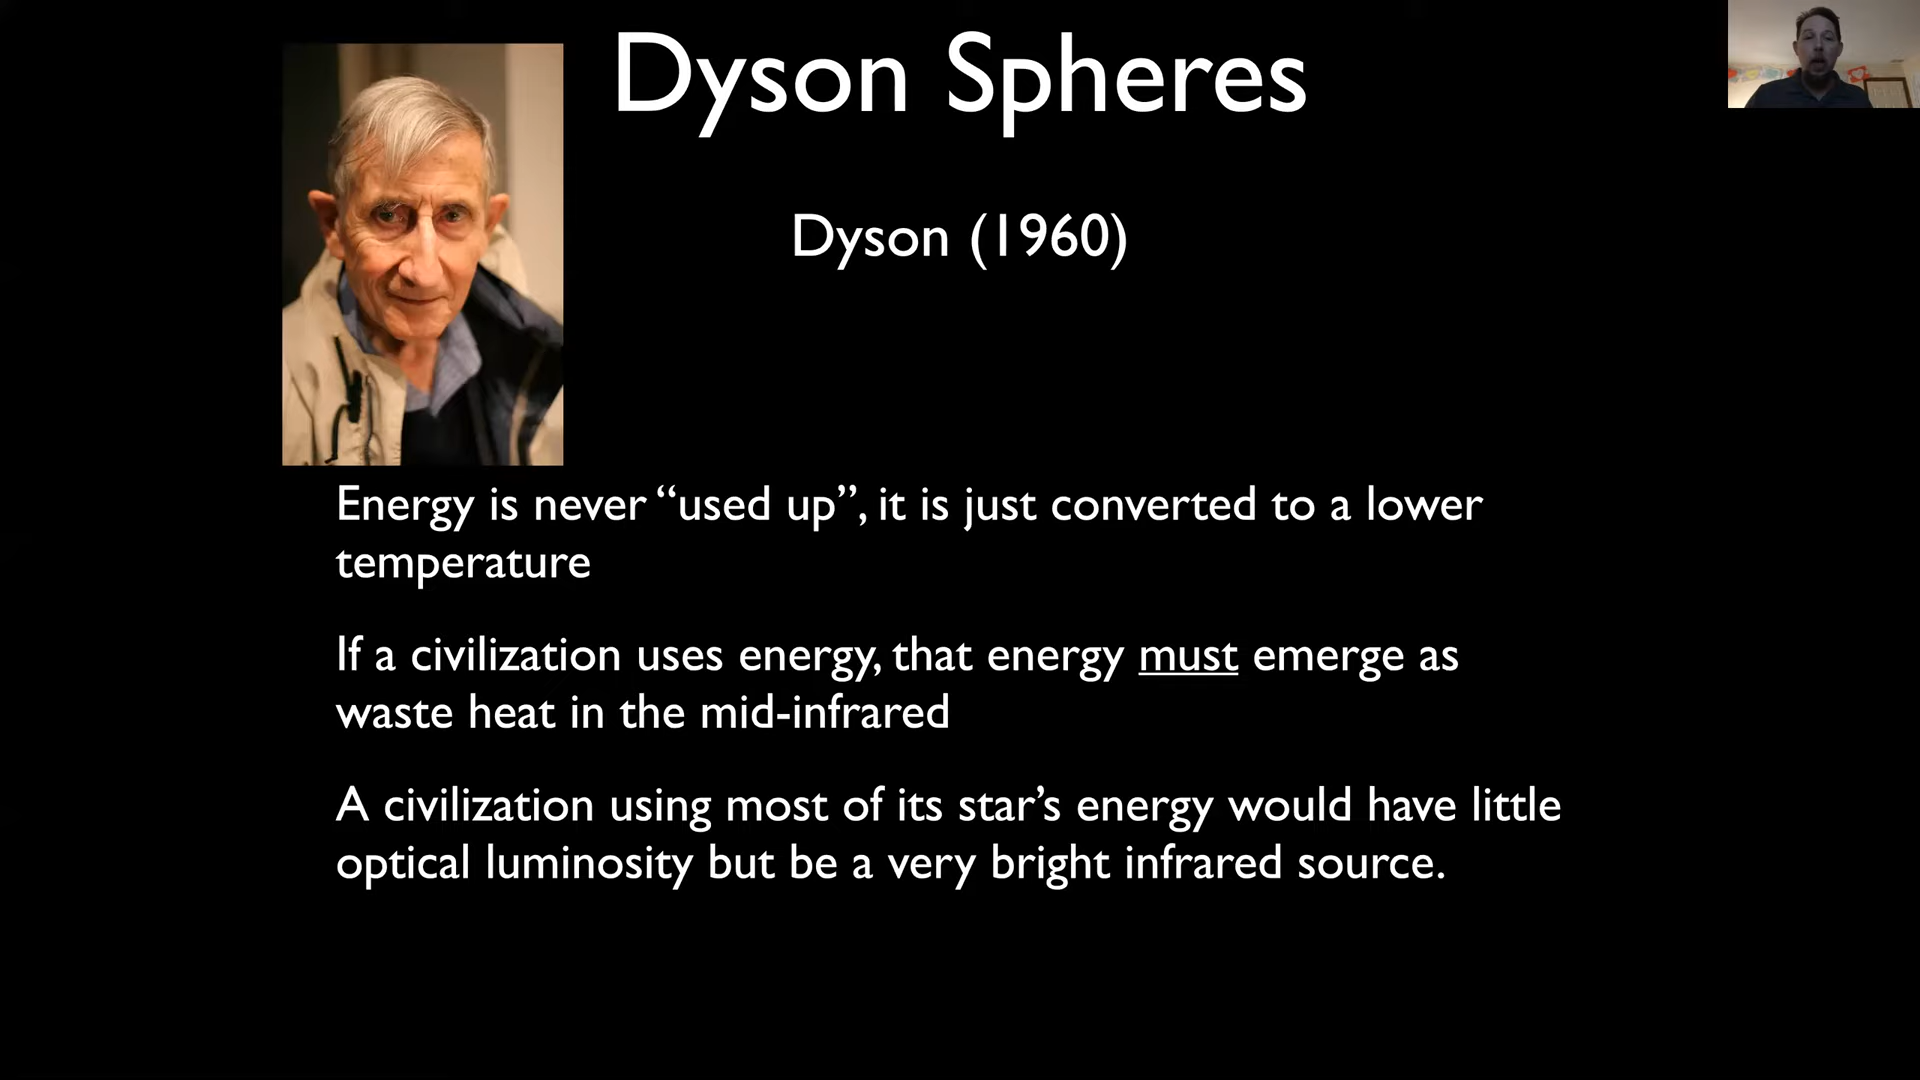 Dyson Spheres
Dyson (1960)
Energy is never “used up”, it is just converted to a lower
temperature
If a civilization uses energy, that energy must emerge as
waste heat in the mid-infrared
A civilization using most of its star’s energy would have little
optical luminosity but be a very bright infrared source.